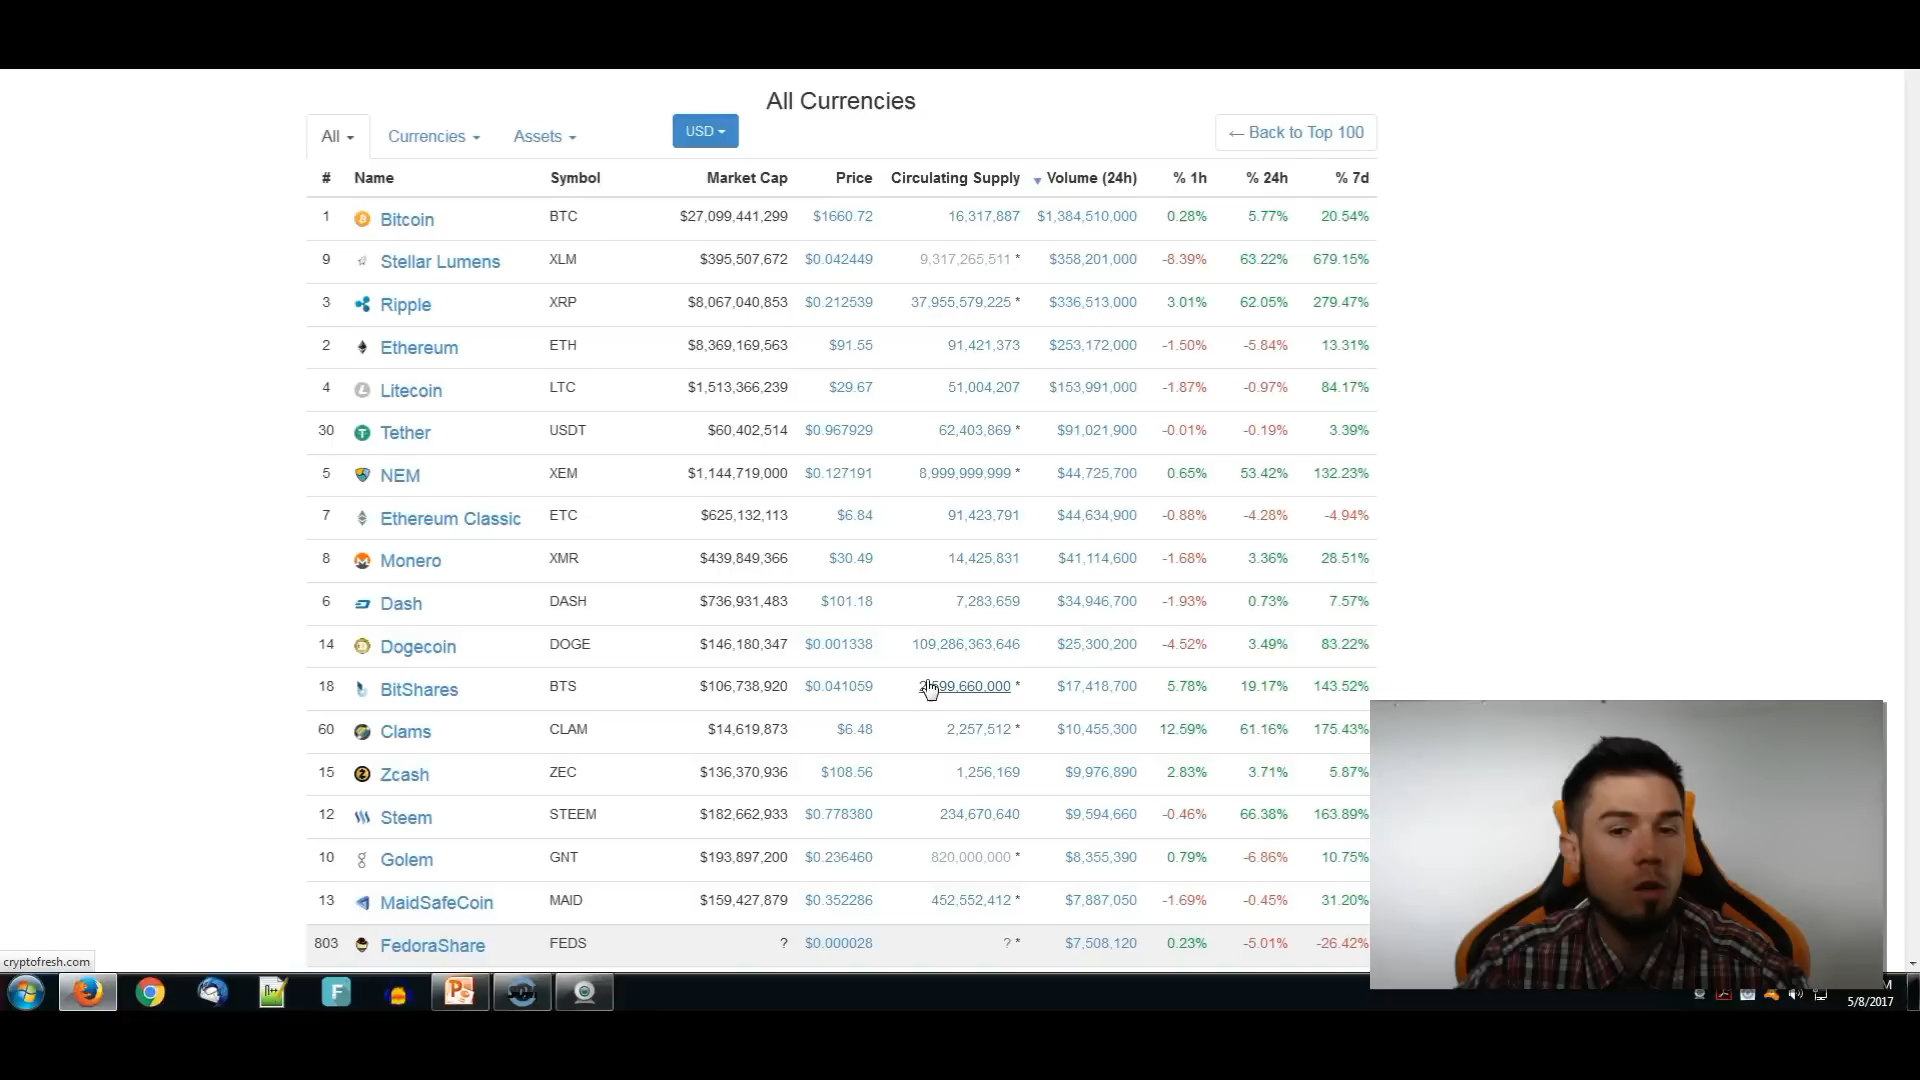 All Currencies
All Currencies Assets USD ← Back to Top 100
# Name Symbol Market Cap Price Circulating Supply Volume (24h) % 1h % 24h % 7d
1 Bitcoin BTC $27,099,441,299 $1660.72 16,317,887 $1,384,510,000 0.28% 5.77% 20.54%
9 Stellar Lumens XLM $395,507,672 $0.042449 9,317,265,511 * $358,201,000 -8.39% 63.22% 679.15%
3 Ripple XRP $8,067,040,853 $0.212539 37,955,579,225 * $336,513,000 3.01% 62.05% 279.47%
2 Ethereum ETH $8,369,169,563 $91.55 91,421,373 $253,172,000 -1.50% -5.84% 13.31%
4 Litecoin LTC $1,513,366,239 $29.67 51,004,207 $153,991,000 -1.87% -0.97% 84.17%
30 Tether USDT $60,402,514 $0.967929 62,403,869 * $91,021,900 -0.01% -0.19% 3.39%
5 NEM XEM $1,144,719,000 $0.127191 8,999,999,999 * $44,725,700 0.65% 53.42% 132.23%
7 Ethereum Classic ETC $625,132,113 $6.84 91,423,791 $44,634,900 -0.88% -4.28% -4.94%
8 Monero XMR $439,849,366 $30.49 14,425,831 $41,114,600 -1.68% 3.36% 28.51%
6 Dash DASH $736,931,483 $101.18 7,283,659 $34,946,700 -1.93% 0.73% 7.57%
14 Dogecoin DOGE $146,180,347 $0.001338 109,286,363,646 $25,300,200 -4.52% 3.49% 83.22%
18 BitShares BTS $106,738,920 $0.041059 * $17,418,700 5.78% 19.17% 143.52%
60 Clams CLAM $14,619,873 $6.48 2,257,512 * $10,455,300 12.59% 61.16% 175.43%
15 Zcash ZEC $136,370,936 $108.56 1,256,169 $9,976,890 2.83% 3.71% 5.87%
12 Steem STEEM $182,662,933 $0.778380 234,670,640 $9,594,660 -0.46% 66.38% 163.89%
10 Golem GNT $193,897,200 $0.236460 820,000,000 * $8,355,390 0.79% -6.86% 10.75%
13 MaidSafeCoin MAID $159,427,879 $0.352286 452,552,412 * $7,887,050 -1.69% -0.45% 31.20%
803 FedoraShare FEDS ? $0.000028 ? * $7,508,120 0.23% -5.01% -26.42%
cryptofresh.com
5/8/2017